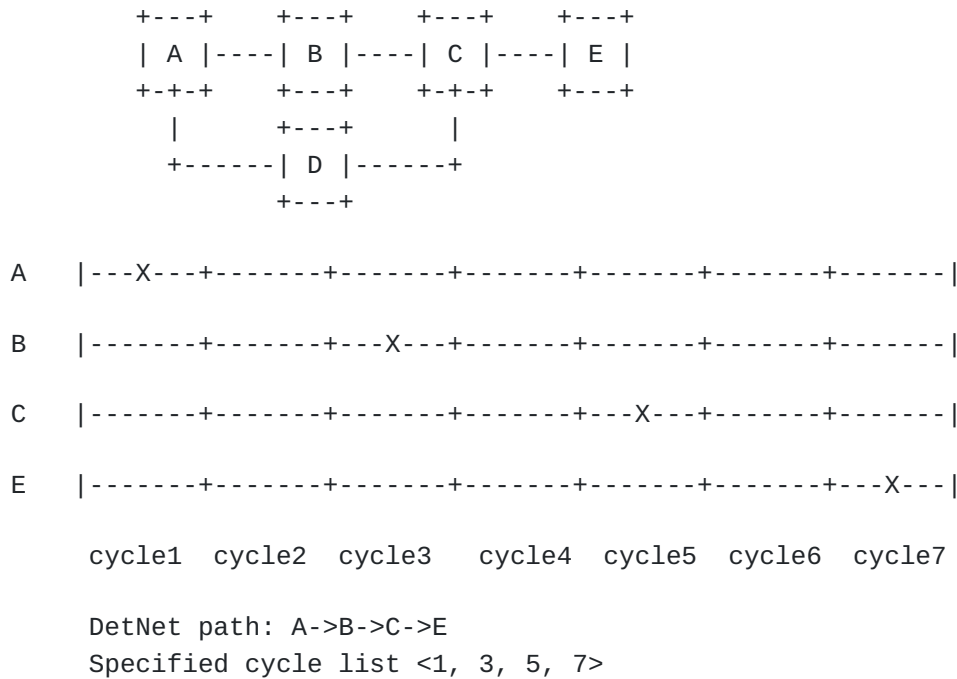 +---+    +---+    +---+    +---+
| A |----| B |----| C |----| E |
+-+-+    +---+    +-+-+    +---+
  |      +---+      |
  +------| D |------+
         +---+
A   |---X---+-------+-------+-------+-------+-------+-------|
B   |-------+-------+---X---+-------+-------+-------+-------|
C   |-------+-------+-------+-------+---X---+-------+-------|
E   |-------+-------+-------+-------+-------+-------+---X---|
cycle1  cycle2  cycle3   cycle4  cycle5  cycle6  cycle7
DetNet path: A->B->C->E
Specified cycle list <1, 3, 5, 7>